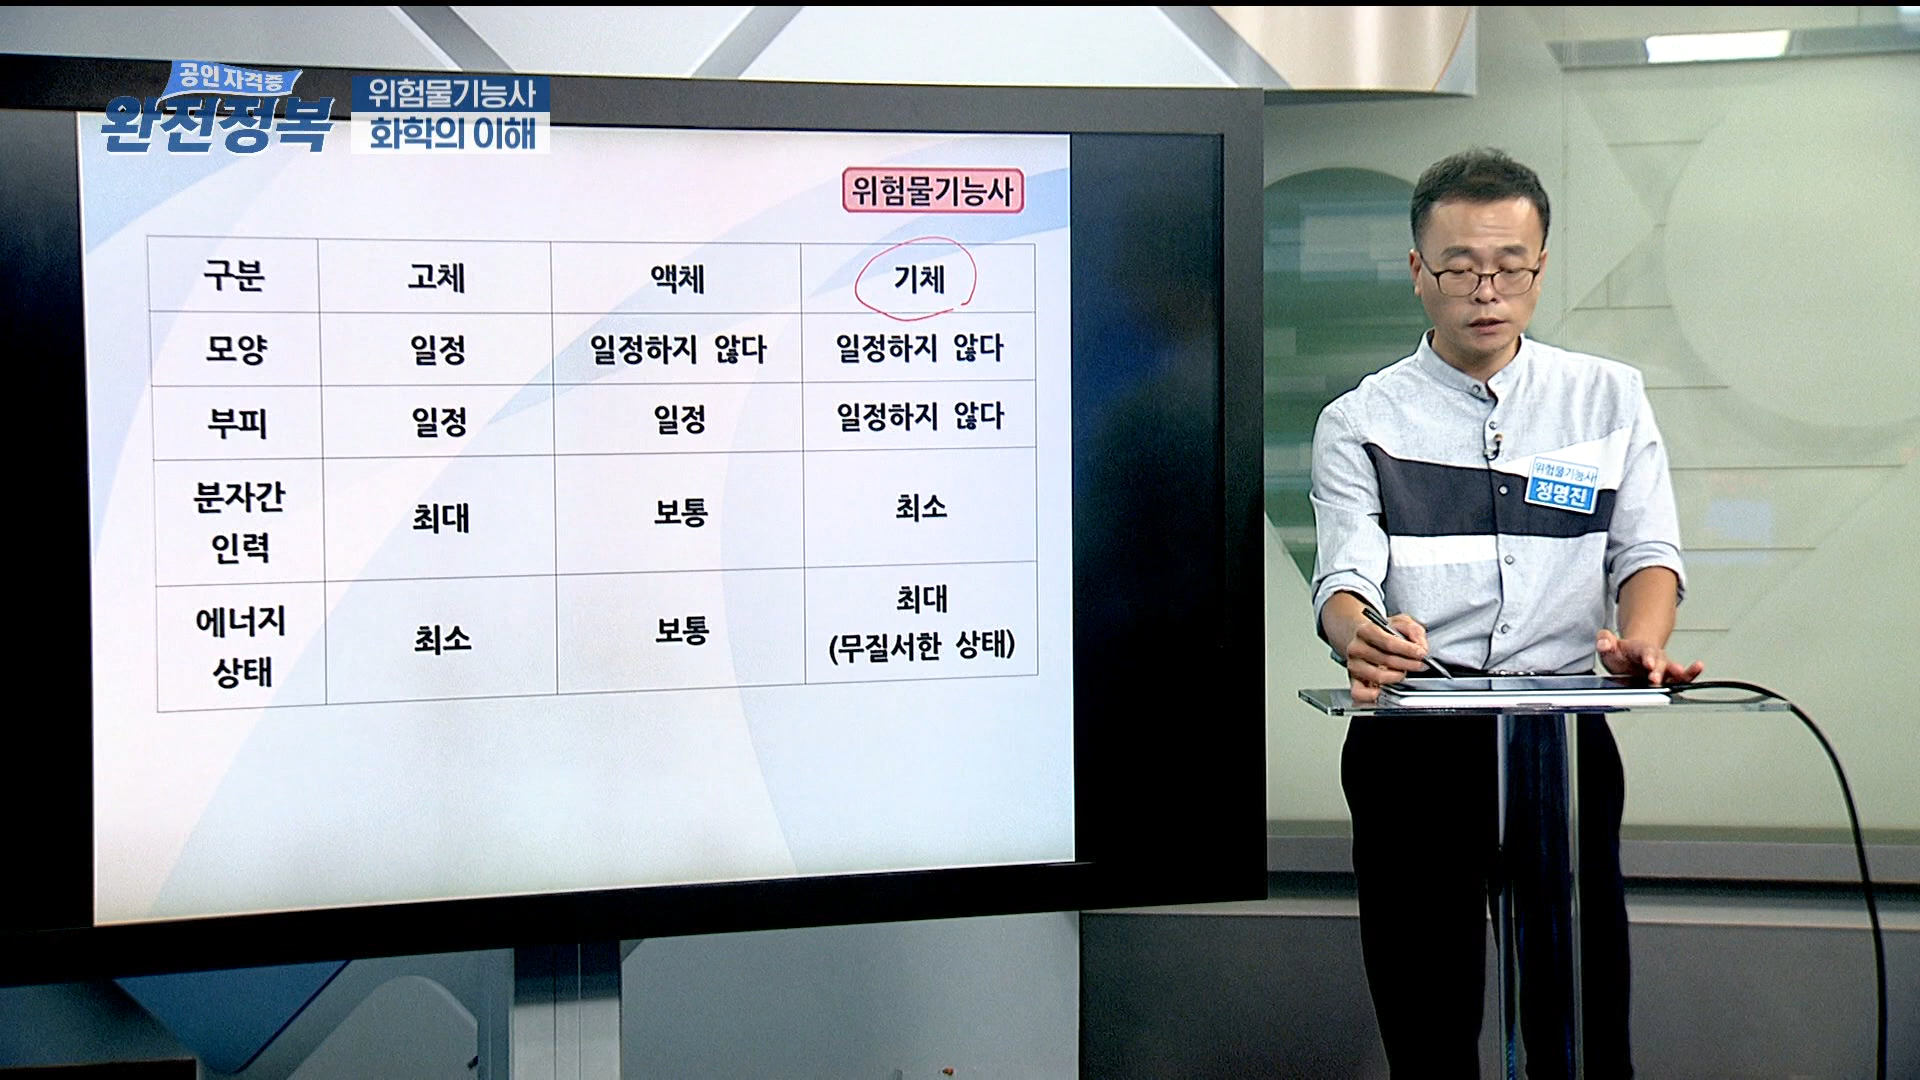 공인 자격증
완전정복
위험물기능사
화학의 이해
위험물기능사
구분 고체 액체 기체
모양 일정 일정하지 않다 일정하지 않다
부피 일정 일정 일정하지 않다
분자간
인력 최대 보통 최소
에너지
상태 최소 보통 최대
(무질서한 상태)
위험물기능사
정명진